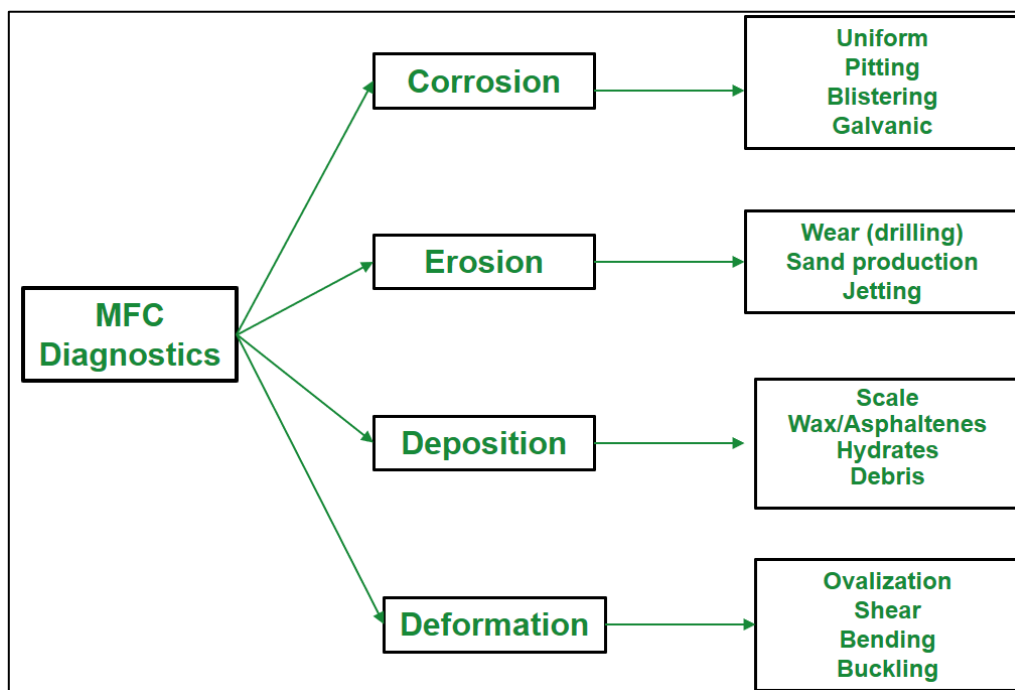 MFC
Diagnostics
Corrosion
Uniform
Pitting
Blistering
Galvanic
Erosion
Wear (drilling)
Sand production
Jetting
Deposition
Scale
Wax/Asphaltenes
Hydrates
Debris
Deformation
Ovalization
Shear
Bending
Buckling